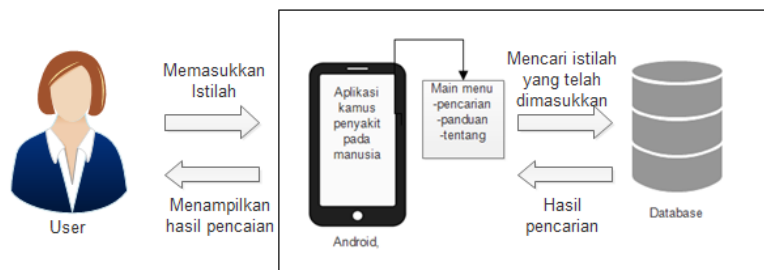 Memasukkan
Istilah
Menampilkan
hasil pencaian
User
Aplikasi
kamus
penyakit
pada
manusia
Android,
Main menu
-pencarian
-panduan
-tentang
Mencari istilah
yang telah
dimasukkan
Hasil
pencarian
Database